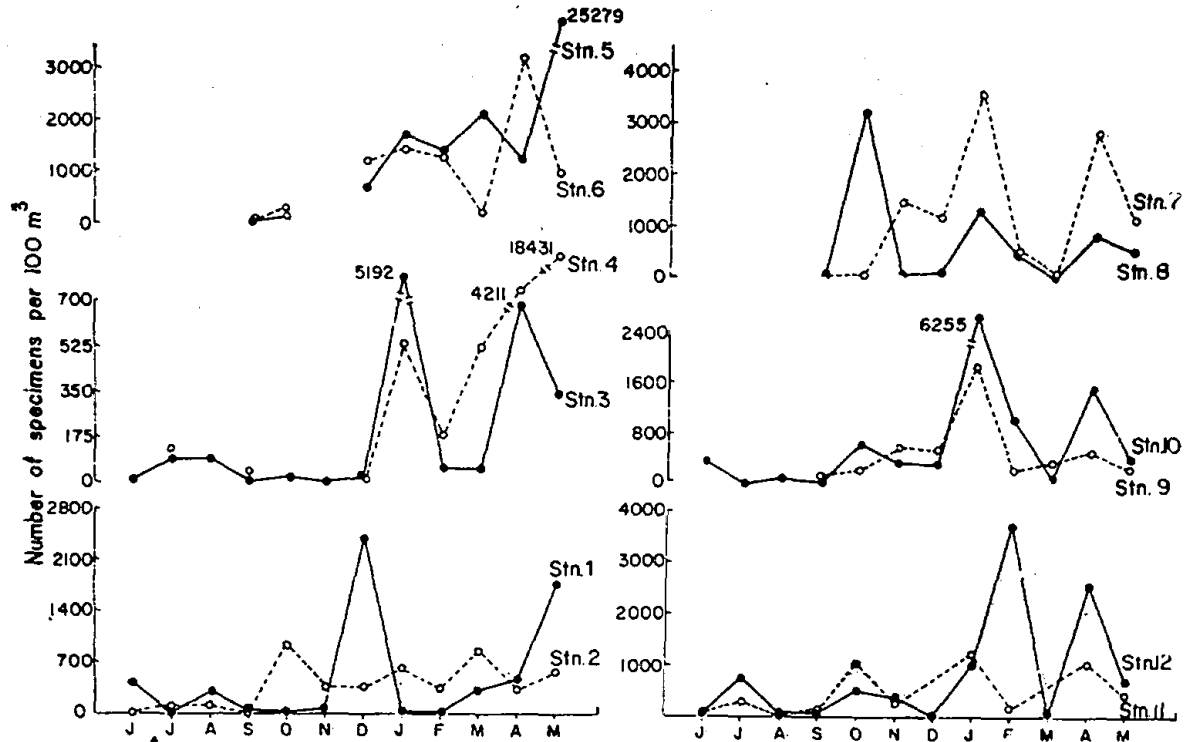 Number of specimens per 100 m³
25279
3000
2000
1000
0
Stn.5
Stn.6
4000
3000
2000
1000
0
Stn.7
Stn.8
700
525
350
175
0
5192
4211
18431
Stn.4
Stn.3
2400
1600
800
0
6255
Stn.10
Stn. 9
2800
2100
1400
700
0
Stn.1
Stn.2
J J A S O N D J F M A M
4000
3000
2000
1000
Stn.12
Stn.11
J J A S O N D J F M A M